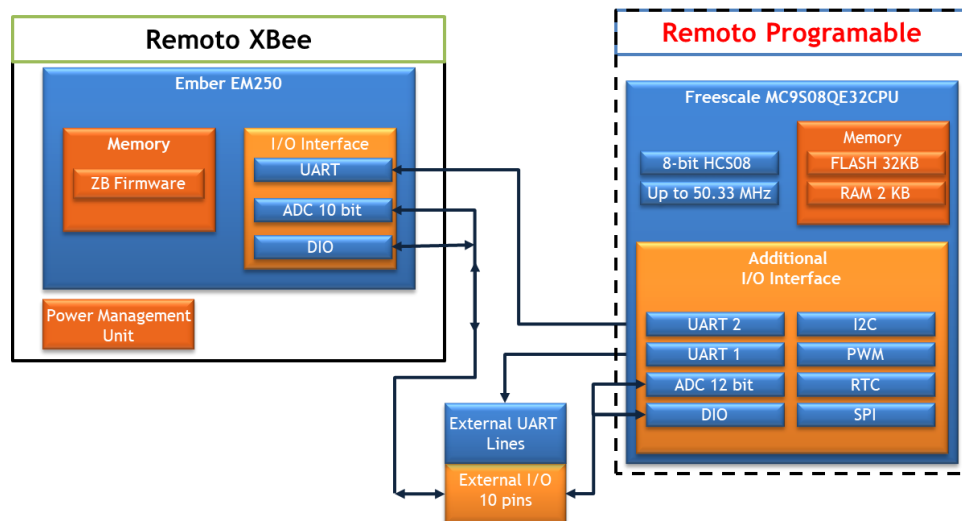 Remoto XBee
Ember EM250
Memory
ZB Firmware
I/O Interface
UART
ADC 10 bit
DIO
Power Management
Unit
Remoto Programable
Freescale MC9S08QE32CPU
8-bit HCS08
Up to 50.33 MHz
Memory
FLASH 32KB
RAM 2 KB
Additional
I/O Interface
UART 2
I2C
UART 1
PWM
ADC 12 bit
RTC
DIO
SPI
External UART
Lines
External I/O
10 pins